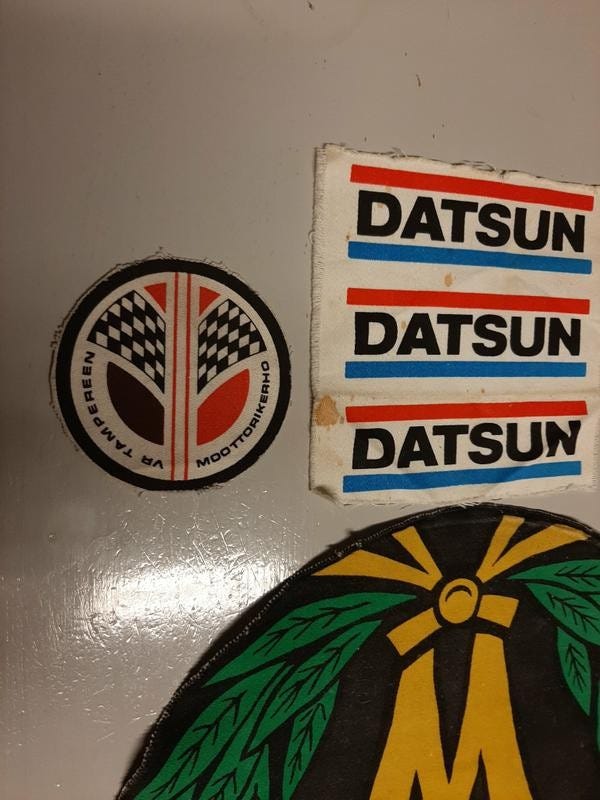 DATSUN
DATSUN
DATSUN
VR TAMPEREEN
MOOTTORIKERHO
M